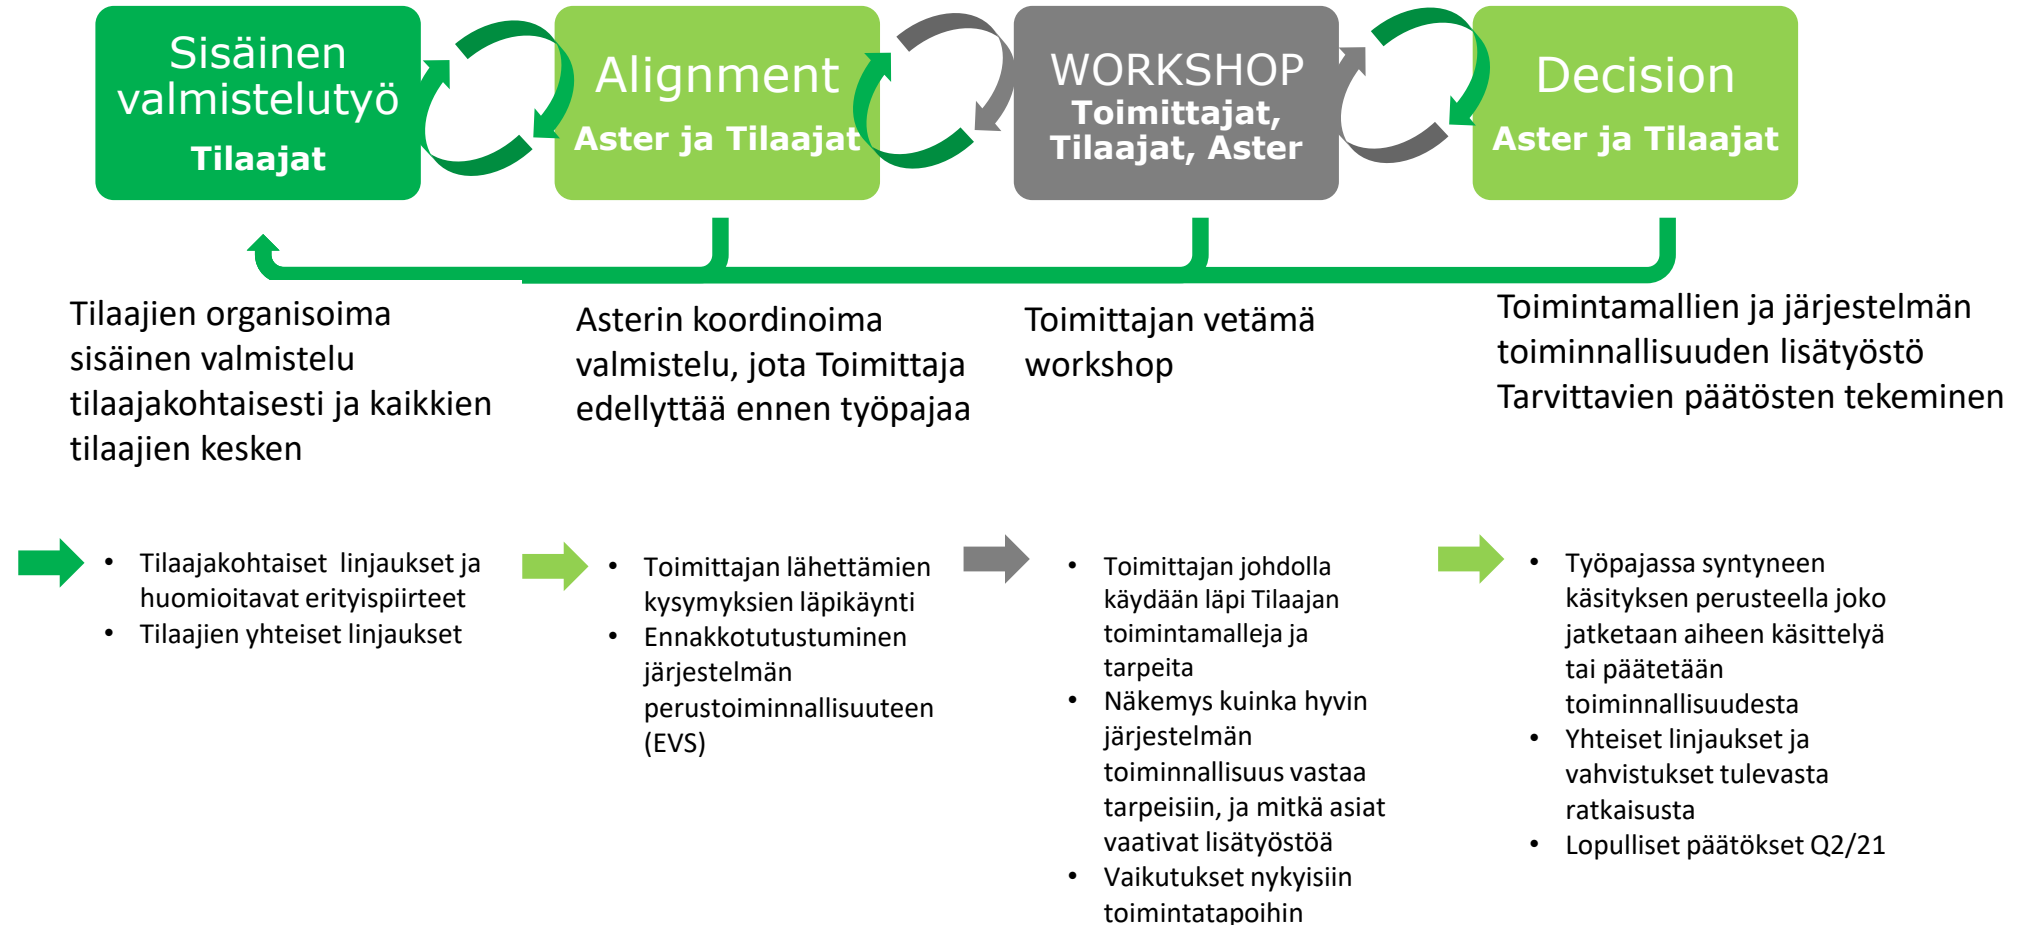 Sisäinen
valmistelutyö
Tilaajat
Alignment
Aster ja Tilaajat
WORKSHOP
Toimittajat,
Tilaajat, Aster
Decision
Aster ja Tilaajat
Tilaajien organisoima
sisäinen valmistelu
tilaajakohtaisesti ja kaikkien
tilaajien kesken
Asterin koordinoima
valmistelu, jota Toimittaja
edellyttää ennen työpajaa
Toimittajan vetämä
workshop
Toimintamallien ja järjestelmän
toiminnallisuuden lisätyöstö
Tarvittavien päätösten tekeminen
• Tilaajakohtaiset linjaukset ja
huomioitavat erityispiirteet
• Tilaajien yhteiset linjaukset
• Toimittajan lähettämien
kysymyksien läpikäynti
• Ennakkotutustuminen
järjestelmän
perustoiminnallisuuteen
(EVS)
• Toimittajan johdolla
käydään läpi Tilaajan
toimintamalleja ja
tarpeita
• Näkemys kuinka hyvin
järjestelmän
toiminnallisuus vastaa
tarpeisiin, ja mitkä asiat
vaativat lisätyöstöä
• Vaikutukset nykyisiin
toimintatapoihin
• Työpajassa syntyneen
käsityksen perusteella joko
jatketaan aiheen käsittelyä
tai päätetään
toiminnallisuudesta
• Yhteiset linjaukset ja
vahvistukset tulevasta
ratkaisusta
• Lopulliset päätökset Q2/21